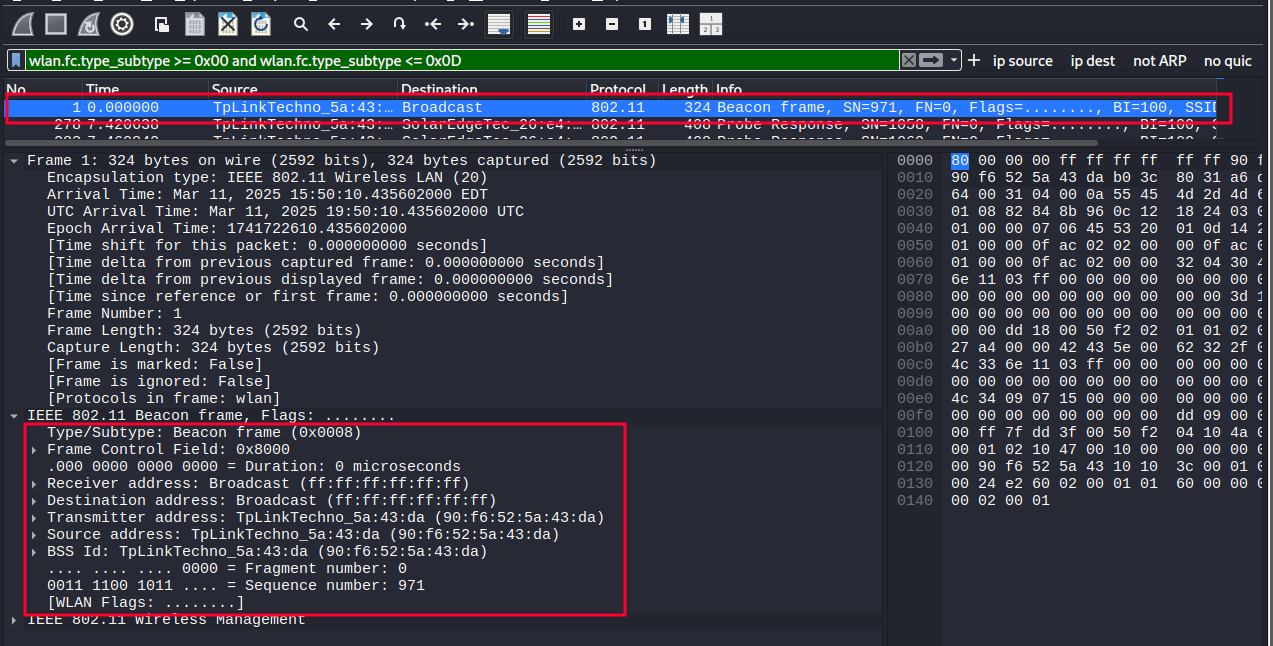 wlan.fc.type_subtype >= 0x00 and wlan.fc.type_subtype <= 0x0D
ip source ip dest not ARP no quic
No. Time Source Destination Protocol Length Info
1 0.000000 TpLinkTechno_5a:43:… Broadcast 802.11 324 Beacon frame, SN=971, FN=0, Flags=........, BI=100, SSID
278 7.420638 TpLinkTechno_5a:43:… SolarEdgeTec_26:e4:… 802.11 408 Probe Response, SN=1058, FN=0, Flags=........, BI=100,
Frame 1: 324 bytes on wire (2592 bits), 324 bytes captured (2592 bits)
Encapsulation type: IEEE 802.11 Wireless LAN (20)
Arrival Time: Mar 11, 2025 15:50:10.435602000 EDT
UTC Arrival Time: Mar 11, 2025 19:50:10.435602000 UTC
Epoch Arrival Time: 1741722610.435602000
[Time shift for this packet: 0.000000000 seconds]
[Time delta from previous captured frame: 0.000000000 seconds]
[Time delta from previous displayed frame: 0.000000000 seconds]
[Time since reference or first frame: 0.000000000 seconds]
Frame Number: 1
Frame Length: 324 bytes (2592 bits)
Capture Length: 324 bytes (2592 bits)
[Frame is marked: False]
[Frame is ignored: False]
[Protocols in frame: wlan]
IEEE 802.11 Beacon frame, Flags: ........
Type/Subtype: Beacon frame (0x0008)
Frame Control Field: 0x8000
.000 0000 0000 0000 = Duration: 0 microseconds
Receiver address: Broadcast (ff:ff:ff:ff:ff:ff)
Destination address: Broadcast (ff:ff:ff:ff:ff:ff)
Transmitter address: TpLinkTechno_5a:43:da (90:f6:52:5a:43:da)
Source address: TpLinkTechno_5a:43:da (90:f6:52:5a:43:da)
BSS Id: TpLinkTechno_5a:43:da (90:f6:52:5a:43:da)
.... .... .... 0000 = Fragment number: 0
0011 1100 1011 .... = Sequence number: 971
[WLAN Flags: ........]
IEEE 802.11 Wireless Management
0000 80 00 00 00 ff ff ff ff ff ff 90 f
0010 90 f6 52 5a 43 da b0 3c 80 31 a6
0020 64 00 31 04 00 0a 55 45 4d 2d 4d 6
0030 01 08 82 84 8b 96 0c 12 18 24 03 0
0040 01 00 00 07 06 45 53 20 01 0d 14 2
0050 01 00 00 0f ac 02 02 00 00 0f ac 0
0060 01 00 00 0f ac 02 00 00 32 04 30 4
0070 6e 11 03 ff 00 00 00 00 00 00 00 0
0080 00 00 00 00 00 00 00 00 00 00 3d 1
0090 00 00 00 00 00 00 00 00 00 00 00 0
00a0 00 00 dd 18 00 50 f2 02 01 01 02 0
00b0 27 a4 00 00 42 43 5e 00 62 32 2f 0
00c0 4c 33 6e 11 03 ff 00 00 00 00 00 0
00d0 00 00 00 00 00 00 00 00 00 00 00 0
00e0 4c 34 09 07 15 00 00 00 00 00 00 0
00f0 00 00 00 00 00 00 00 00 dd 09 00 0
0100 00 ff 7f dd 3f 00 50 f2 04 10 4a 0
0110 00 01 02 10 47 00 10 00 00 00 00 0
0120 00 90 f6 52 5a 43 10 10 3c 00 01 0
0130 00 24 e2 60 02 00 01 01 60 00 00 0
0140 00 02 00 01